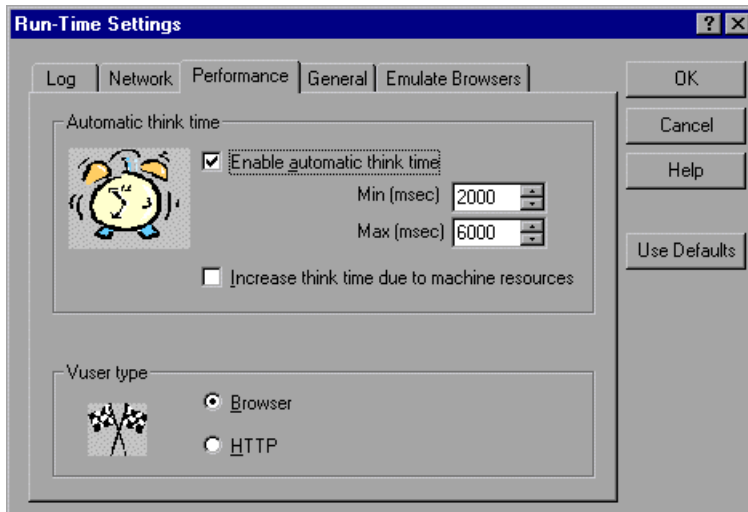 Run-Time Settings
Log Network Performance General Emulate Browsers
OK
Cancel
Help
Use Defaults
Automatic think time
Enable automatic think time
Min (msec) 2000
Max (msec) 6000
Increase think time due to machine resources
Vuser type
Browser
HTTP